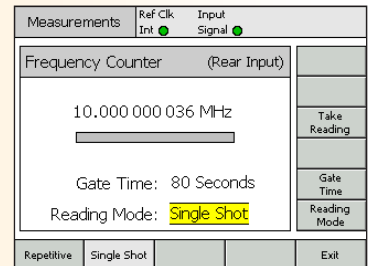 Measurements
Ref Clk
Int
Input
Signal
Frequency Counter (Rear Input)
10.000 000 036 MHz
Take
Reading
Gate Time: 80 Seconds
Gate
Time
Reading Mode: Single Shot
Reading
Mode
Repetitive
Single Shot
Exit